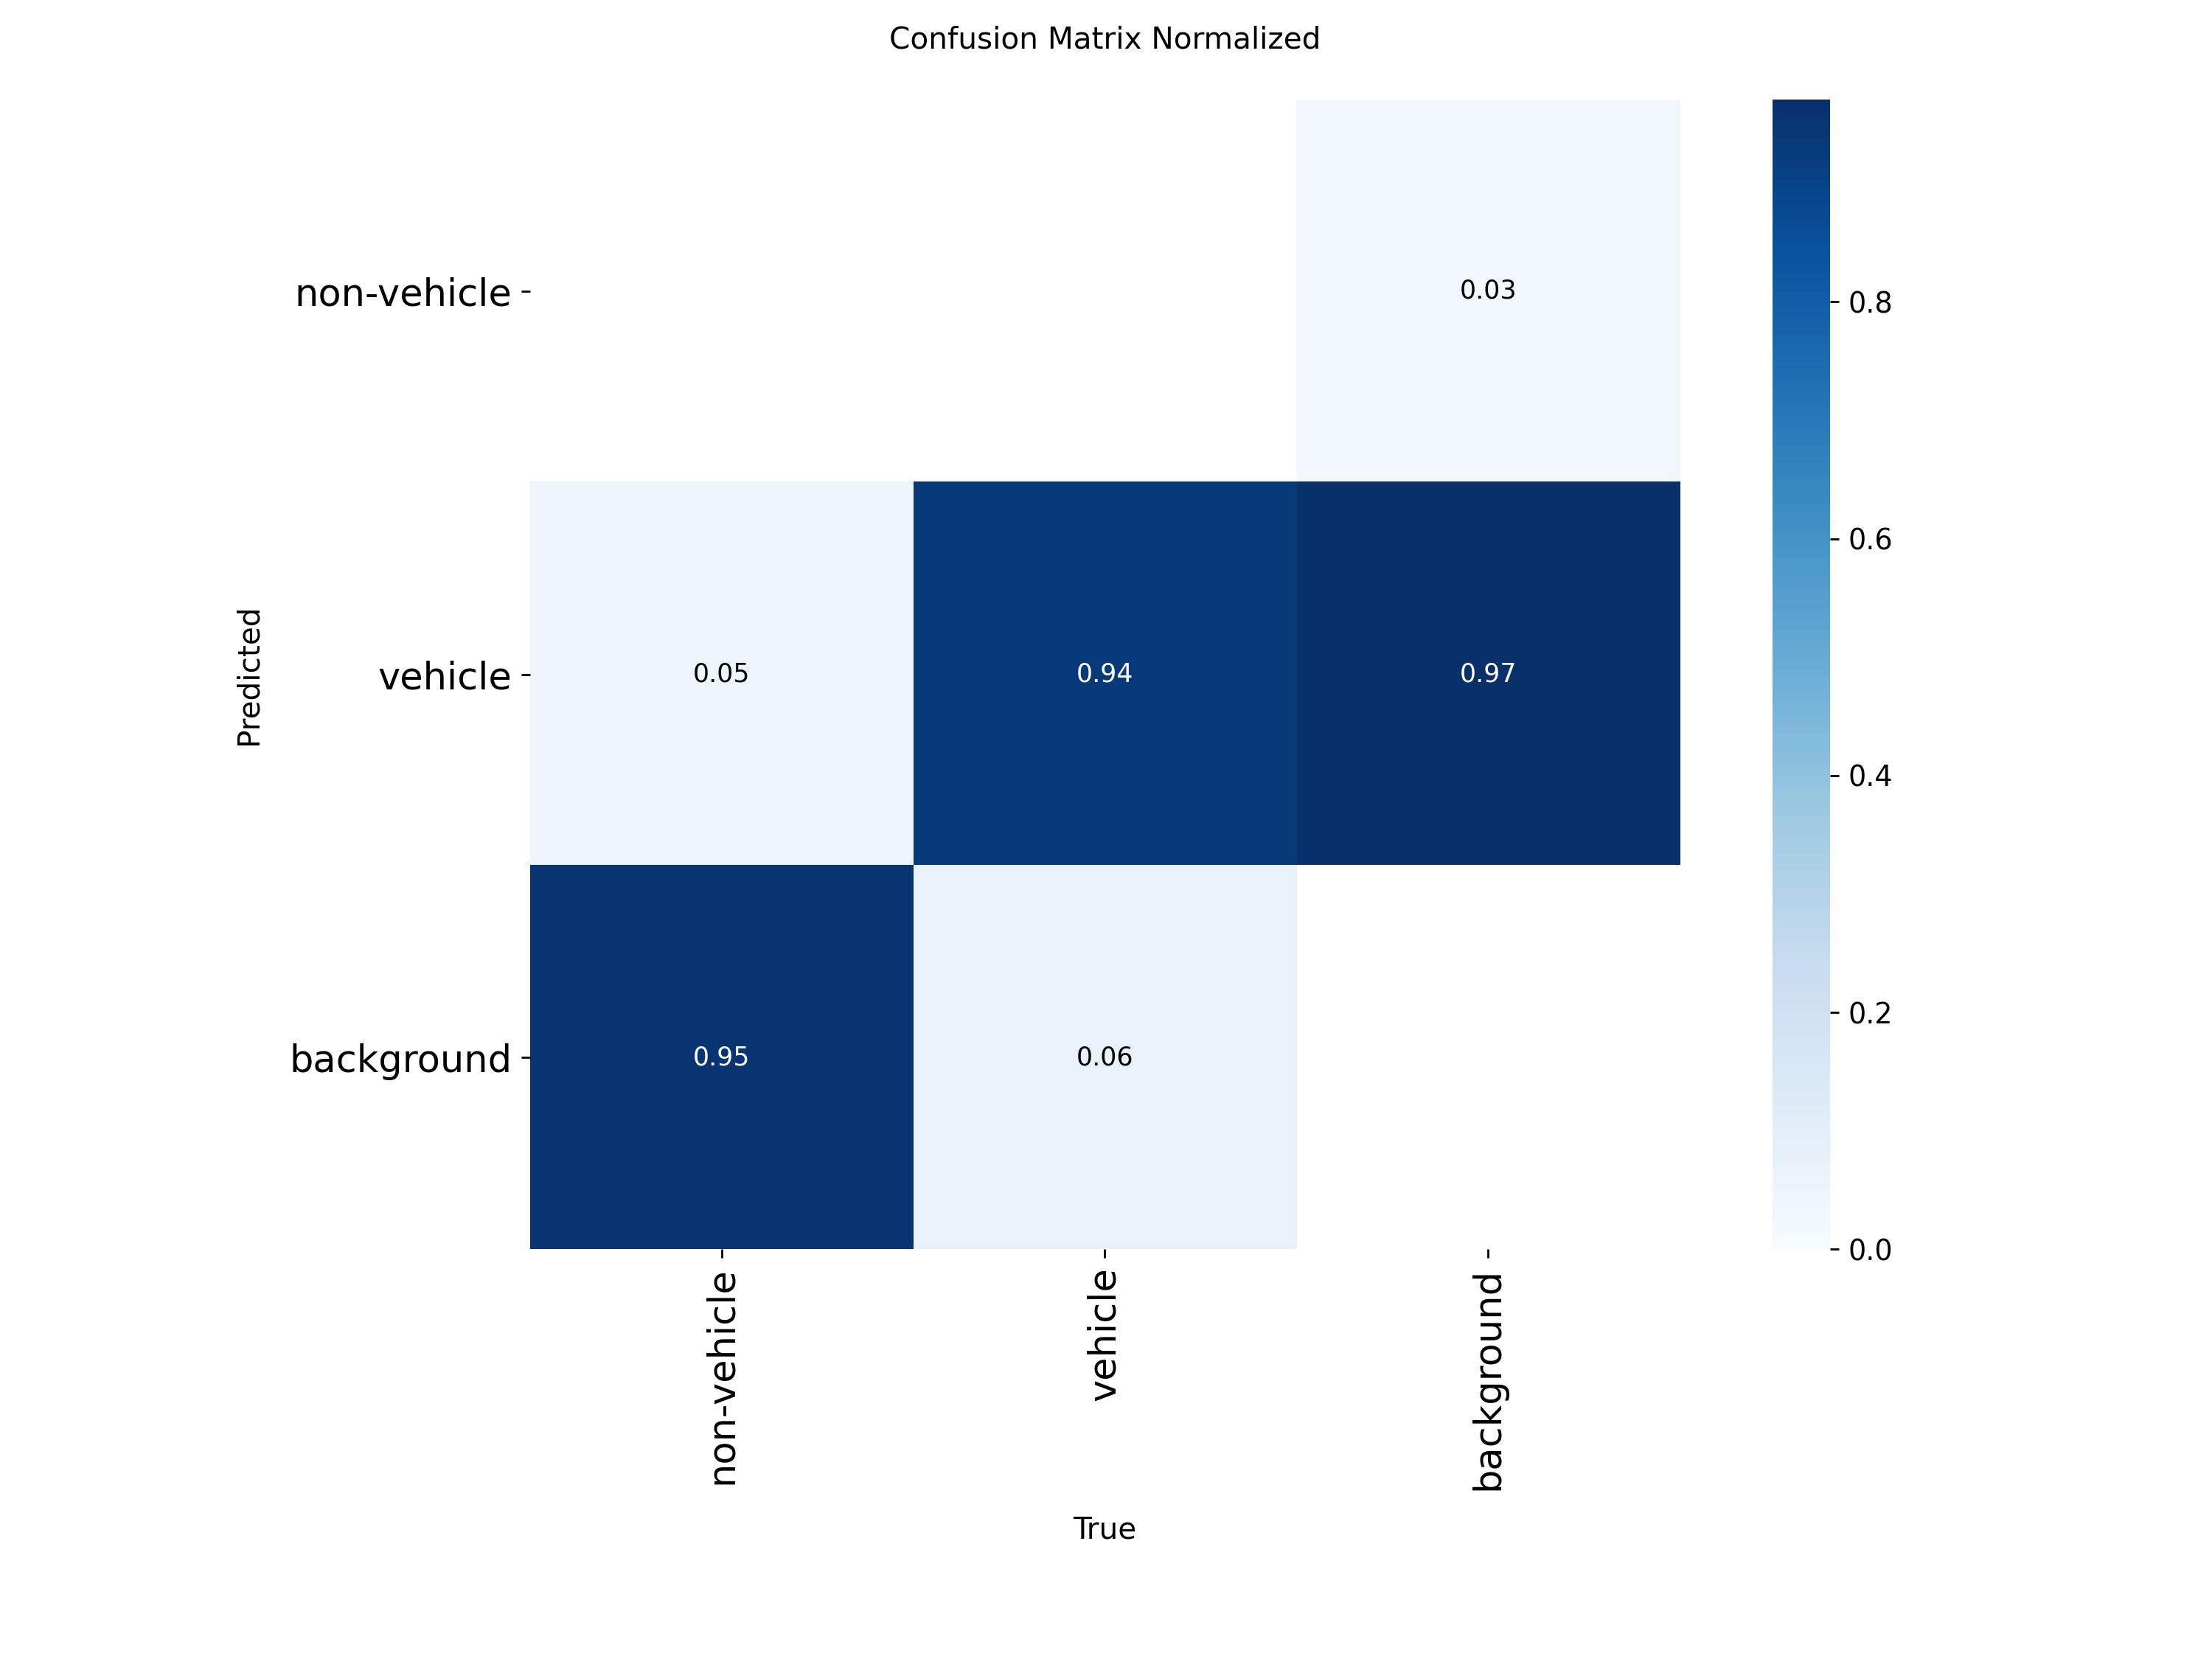 Confusion Matrix Normalized
non-vehicle
0.03
0.8
0.6
Predicted
vehicle
0.05
0.94
0.97
0.4
background
0.95
0.06
0.2
0.0
non-vehicle
vehicle
background
True